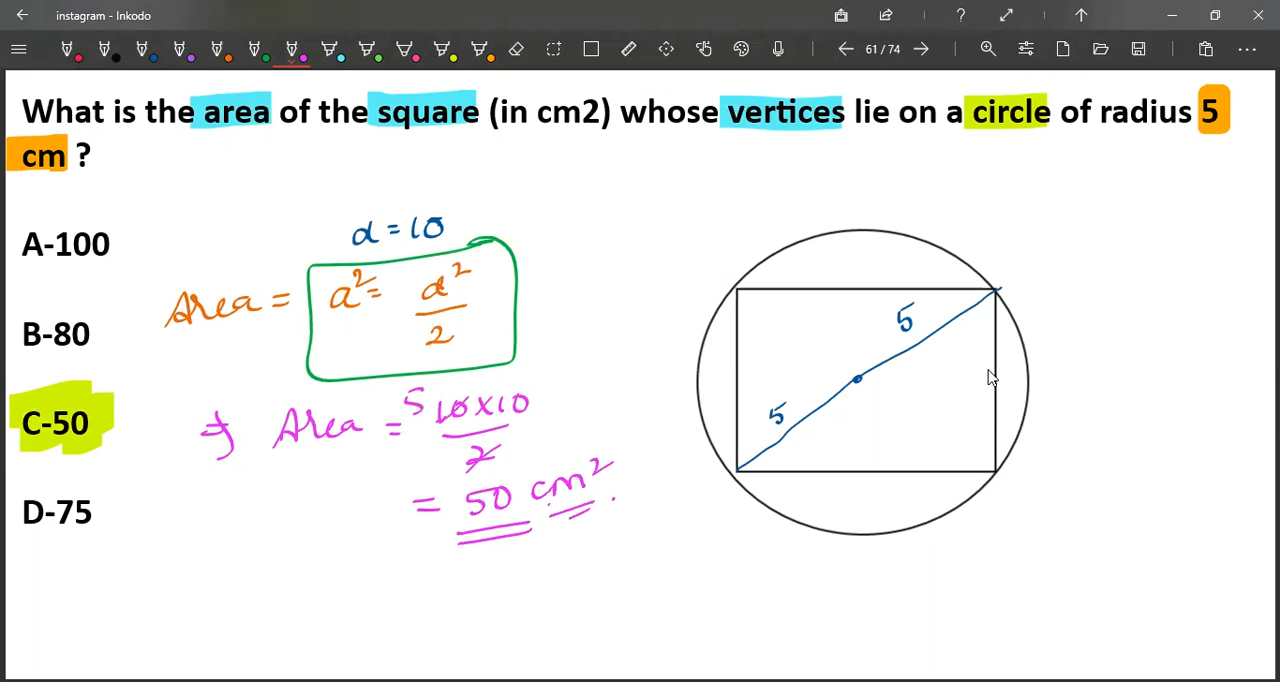 instagram - Inkodo
61 / 74
What is the area of the square (in cm2) whose vertices lie on a circle of radius 5
cm ?
A-100
B-80
C-50
D-75
d = 10
Area = a² = d²/2
⇒ Area = 5 10×10/2
= 50 cm².
5
5